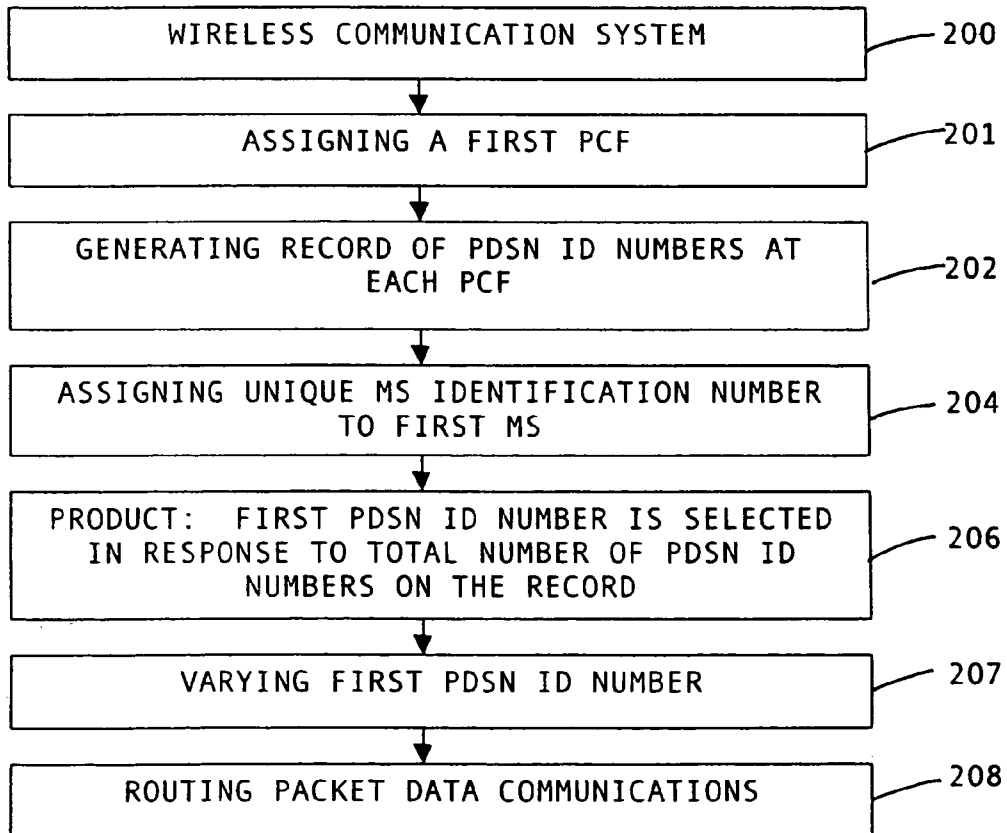 WIRELESS COMMUNICATION SYSTEM
200
ASSIGNING A FIRST PCF
201
GENERATING RECORD OF PDSN ID NUMBERS AT
EACH PCF
202
ASSIGNING UNIQUE MS IDENTIFICATION NUMBER
TO FIRST MS
204
PRODUCT: FIRST PDSN ID NUMBER IS SELECTED
IN RESPONSE TO TOTAL NUMBER OF PDSN ID
NUMBERS ON THE RECORD
206
VARYING FIRST PDSN ID NUMBER
207
ROUTING PACKET DATA COMMUNICATIONS
208